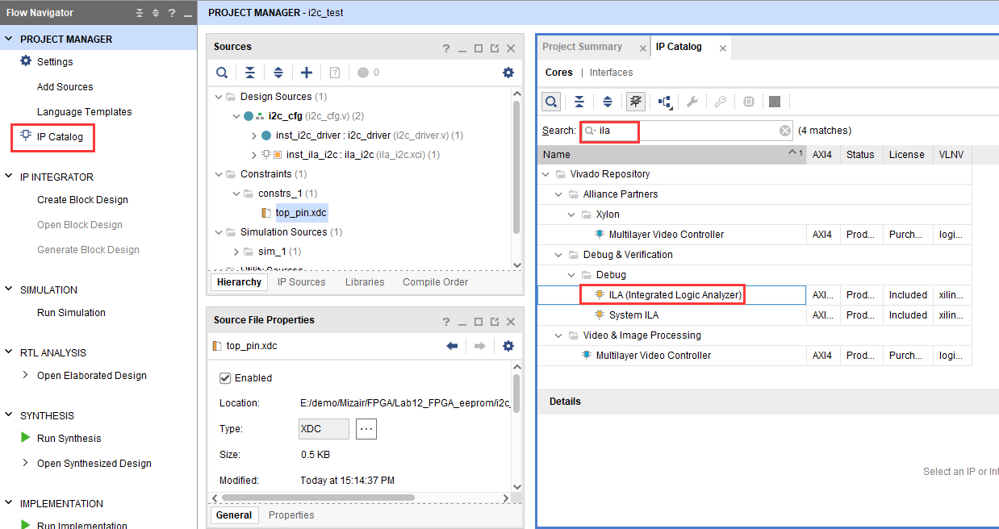 Flow Navigator
?
PROJECT MANAGER
Settings
Add Sources
Language Templates
IP Catalog
IP INTEGRATOR
Create Block Design
Open Block Design
Generate Block Design
SIMULATION
Run Simulation
RTL ANALYSIS
Open Elaborated Design
SYNTHESIS
Run Synthesis
Open Synthesized Design
IMPLEMENTATION
Run Implementation
PROJECT MANAGER - i2c_test
Sources
?
? 0
Design Sources (1)
i2c_cfg (i2c_cfg.v) (2)
inst_i2c_driver : i2c_driver (i2c_driver.v) (1)
inst_ila_i2c : ila_i2c (ila_i2c.xci) (1)
Constraints (1)
constrs_1 (1)
top_pin.xdc
Simulation Sources (1)
sim_1 (1)
Utility Sources
Hierarchy IP Sources Libraries Compile Order
Source File Properties
?
top_pin.xdc
Enabled
Location: E:/demo/Mizair/FPGA/Lab12_FPGA_eeprom/i2c_
Type: XDC ...
Size: 0.5 KB
Modified: Today at 15:14:37 PM
General Properties
Project Summary IP Catalog
Cores | Interfaces
Search: ila (4 matches)
Name 1 AXI4 Status License VLNV
Vivado Repository
Alliance Partners
Xylon
Multilayer Video Controller AXI4 Prod... Purch... logi...
Debug & Verification
Debug
ILA (Integrated Logic Analyzer) AXI... Prod... Included xilin...
System ILA AXI... Prod... Included xilin...
Video & Image Processing
Multilayer Video Controller AXI4 Prod... Purch... logi...
Details
Select an IP or Int